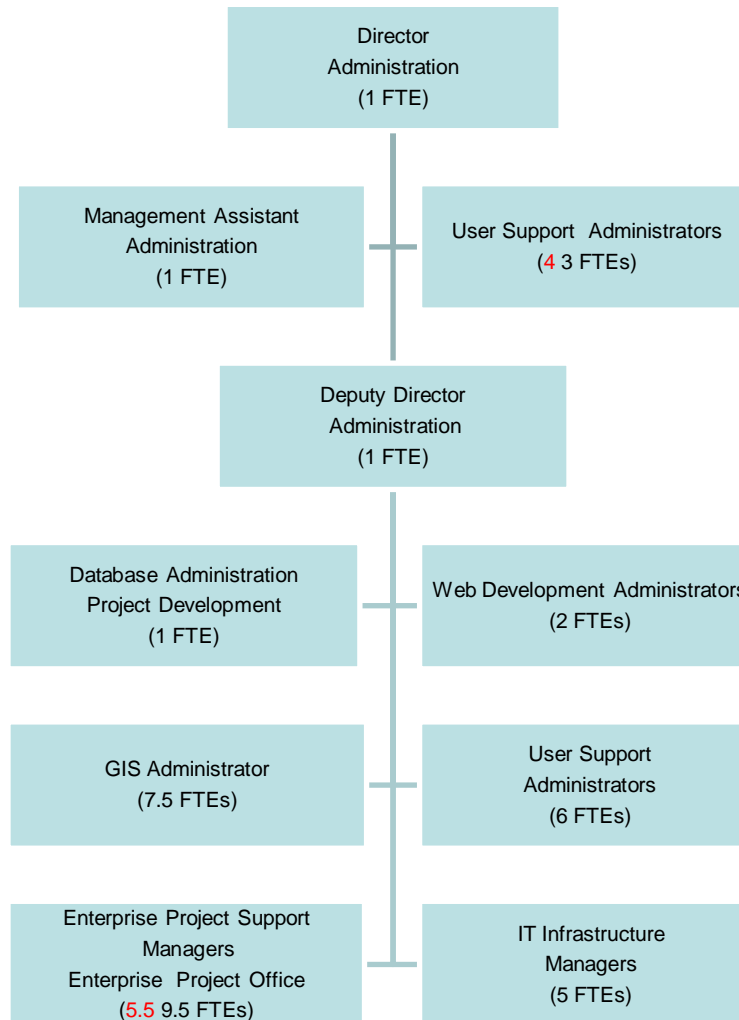 Director
Administration
(1 FTE)
Management Assistant
Administration
(1 FTE)
User Support Administrators
(4 3 FTEs)
Deputy Director
Administration
(1 FTE)
Database Administration
Project Development
(1 FTE)
Web Development Administrators
(2 FTEs)
GIS Administrator
(7.5 FTEs)
User Support
Administrators
(6 FTEs)
Enterprise Project Support
Managers
Enterprise Project Office
(5.5 9.5 FTEs)
IT Infrastructure
Managers
(5 FTEs)